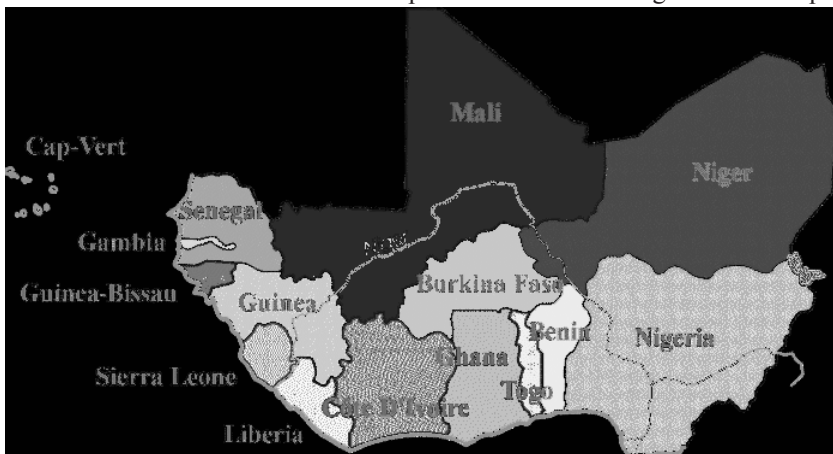 Mali
Cap-Vert
Niger
Senegal
Gambia
Guinea-Bissau
Guinea
Burkina Faso
Benin
Nigeria
Ghana
Sierra Leone
Togo
Côte D'Ivoire
Liberia